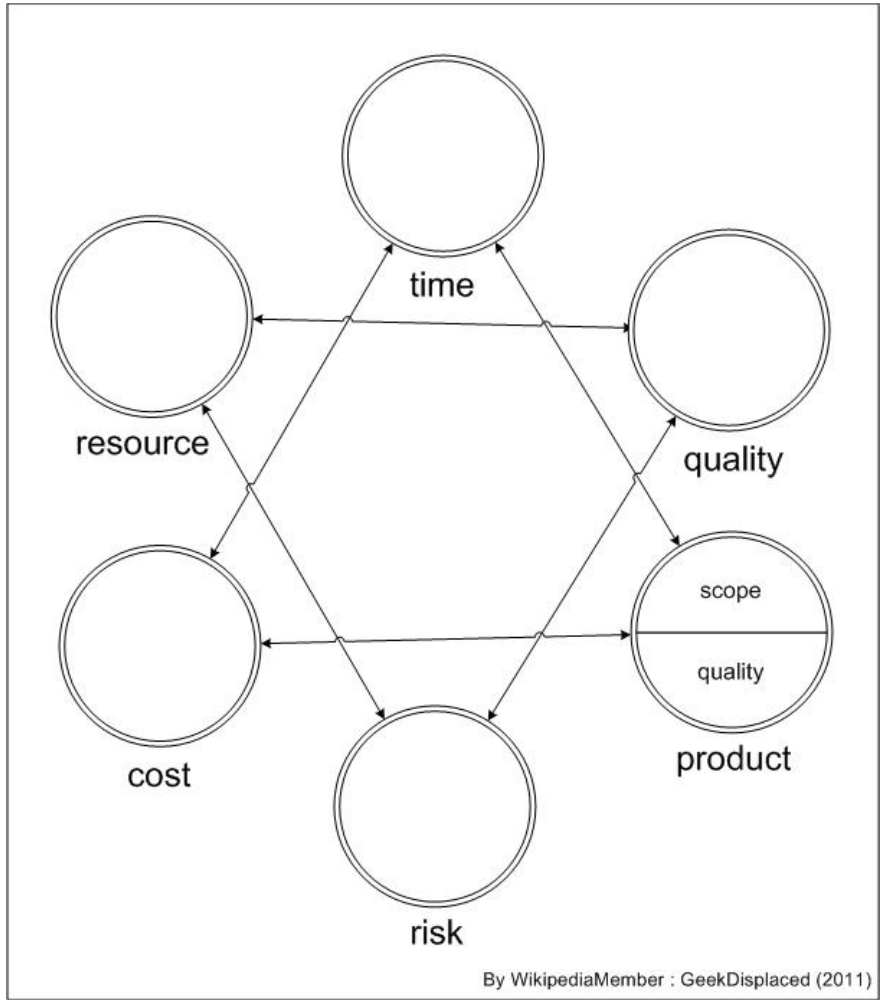 time
resource
quality
scope
quality
cost
product
risk
By WikipediaMember : GeekDisplaced (2011)